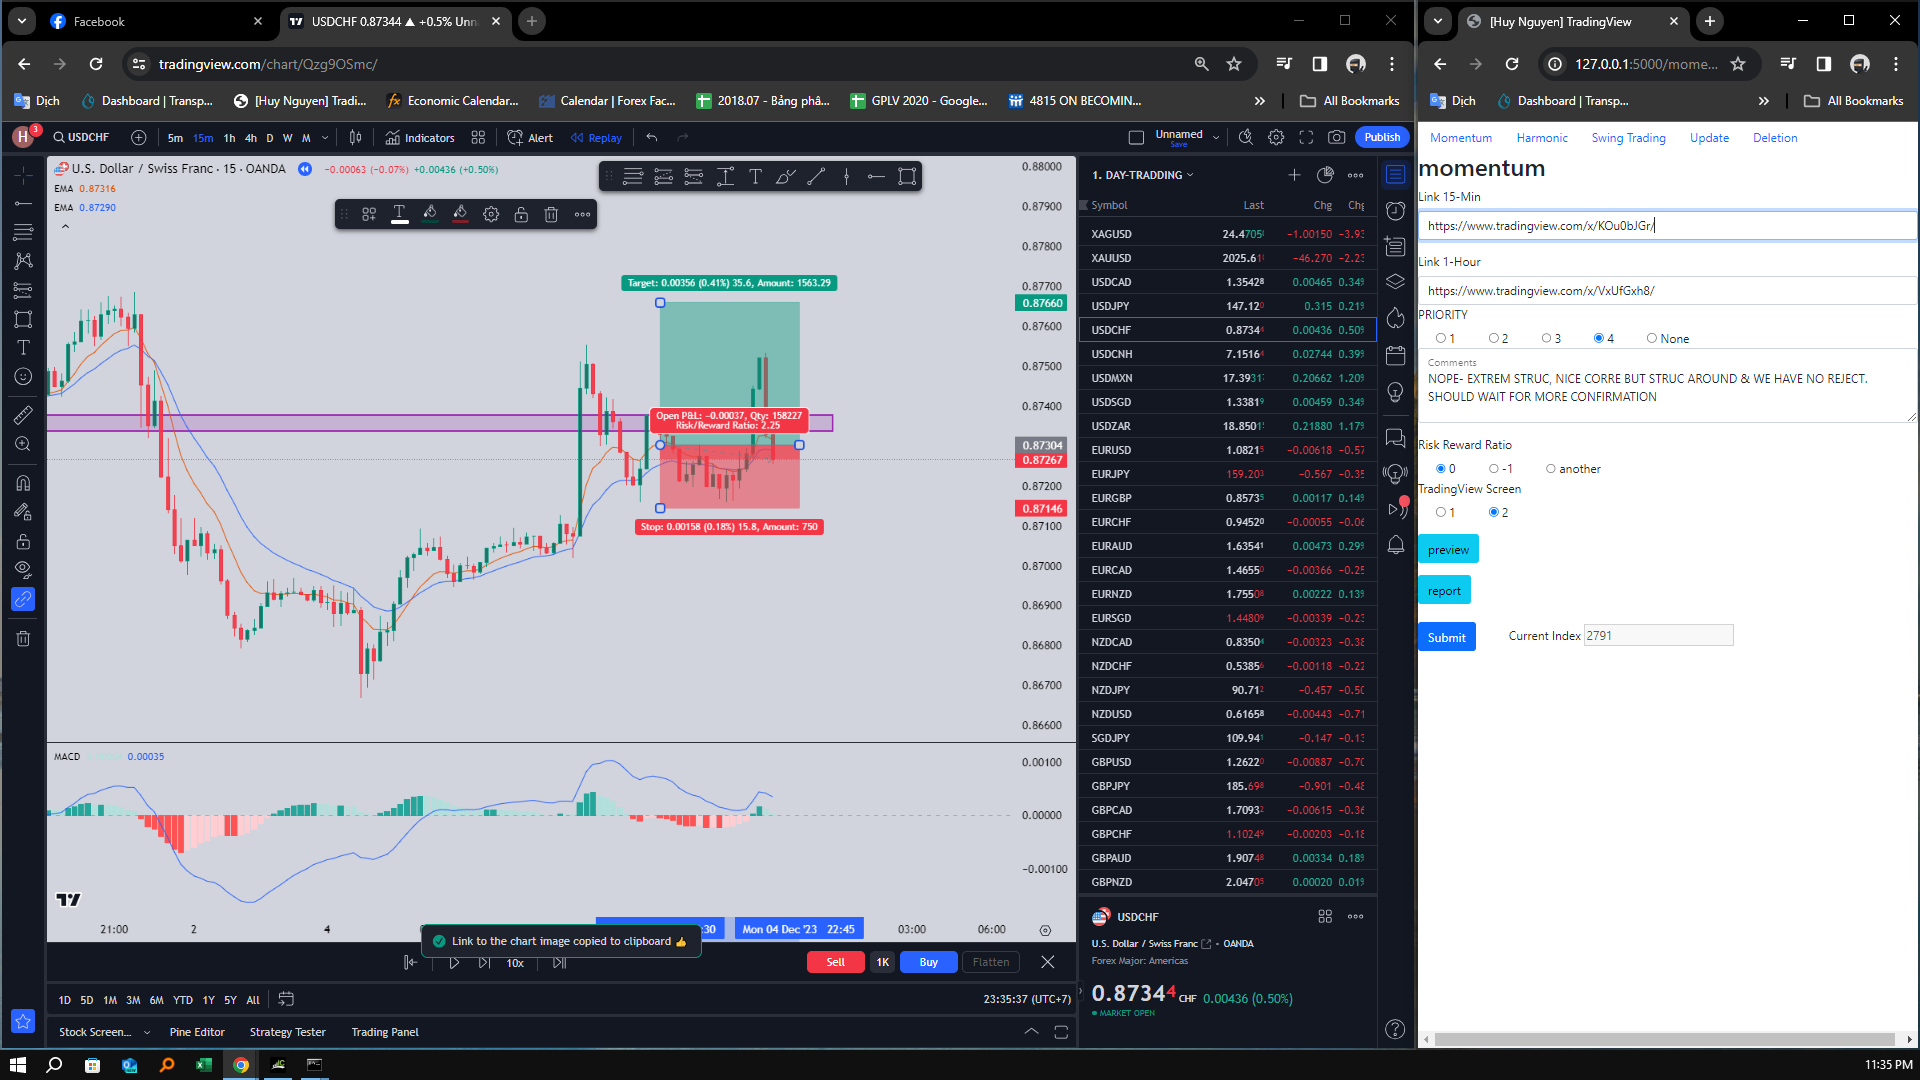 Facebook
USDCHF 0.87344 ▲ +0.5% Unn
[Huy Nguyen] TradingView
tradingview.com/chart/Qzg9OSmc/
127.0.0.1:5000/mome...
Dịch
Dashboard | Transp...
[Huy Nguyen] Tradi...
Economic Calendar...
Calendar | Forex Fac...
2018.07 - Bảng phâ...
GPLV 2020 - Google...
4815 ON BECOMIN...
All Bookmarks
Dịch
Dashboard | Transp...
All Bookmarks
H 3
USDCHF
5m 15m 1h 4h D W M
Indicators
Alert
Replay
Unnamed
Save
Publish
U.S. Dollar / Swiss Franc · 15 · OANDA
−0.00063 (−0.07%) +0.00436 (+0.50%)
EMA 0.87316
EMA 0.87290
Target: 0.00356 (0.41%) 35.6, Amount: 1563.29
Open P&L: −0.00037, Qty: 158227
Risk/Reward Ratio: 2.25
Stop: 0.00158 (0.18%) 15.8, Amount: 750
0.88000
0.87900
0.87800
0.87700
0.87660
0.87600
0.87500
0.87400
0.87304
0.87267
0.87200
0.87146
0.87100
0.87000
0.86900
0.86800
0.86700
0.86600
MACD 0.00035
0.00100
0.00000
−0.00100
21:00 2 4 :30 Mon 04 Dec '23 22:45 03:00 06:00
Link to the chart image copied to clipboard 👍
10x
Sell 1K Buy Flatten
1D 5D 1M 3M 6M YTD 1Y 5Y All
23:35:37 (UTC+7)
Stock Screen... Pine Editor Strategy Tester Trading Panel
1. DAY-TRADDING
Symbol Last Chg Chg
XAGUSD 24.4705 −1.00150 −3.93
XAUUSD 2025.6 −46.270 −2.23
USDCAD 1.35428 0.00465 0.34
USDJPY 147.120 0.315 0.21
USDCHF 0.87344 0.00436 0.50
USDCNH 7.15164 0.02744 0.39
USDMXN 17.3931 0.20662 1.20
USDSGD 1.33819 0.00459 0.34
USDZAR 18.8501 0.21880 1.17
EURUSD 1.08215 −0.00618 −0.57
EURJPY 159.203 −0.567 −0.35
EURGBP 0.85735 0.00117 0.14
EURCHF 0.94520 −0.00055 −0.06
EURAUD 1.63541 0.00473 0.29
EURCAD 1.46550 −0.00366 −0.25
EURNZD 1.75508 0.00222 0.13
EURSGD 1.44809 −0.00339 −0.23
NZDCAD 0.83504 −0.00323 −0.38
NZDCHF 0.53856 −0.00118 −0.22
NZDJPY 90.712 −0.457 −0.50
NZDUSD 0.61658 −0.00443 −0.71
SGDJPY 109.941 −0.147 −0.13
GBPUSD 1.26220 −0.00887 −0.70
GBPJPY 185.698 −0.901 −0.48
GBPCAD 1.70932 −0.00615 −0.36
GBPCHF 1.10249 −0.00203 −0.18
GBPAUD 1.90748 0.00334 0.18
GBPNZD 2.04705 0.00020 0.01
USDCHF
U.S. Dollar / Swiss Franc - OANDA
Forex Major: Americas
0.87344 CHF 0.00436 (0.50%)
MARKET OPEN
Momentum Harmonic Swing Trading Update Deletion
momentum
Link 15-Min
https://www.tradingview.com/x/KOu0bJGr/
Link 1-Hour
https://www.tradingview.com/x/VxUfGxh8/
PRIORITY
1 2 3 4 None
Comments
NOPE- EXTREM STRUC, NICE CORRE BUT STRUC AROUND & WE HAVE NO REJECT.
SHOULD WAIT FOR MORE CONFIRMATION
Risk Reward Ratio
0 -1 another
TradingView Screen
1 2
preview
report
Submit Current Index 2791
11:35 PM